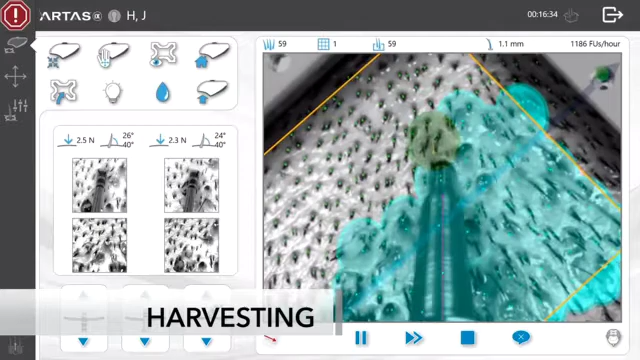 ARTAS iX H, J 00:16:34
59 1 59 1.1 mm 1186 FUs/hour
2.5 N 26° 40° 2.3 N 24° 40°
HARVESTING